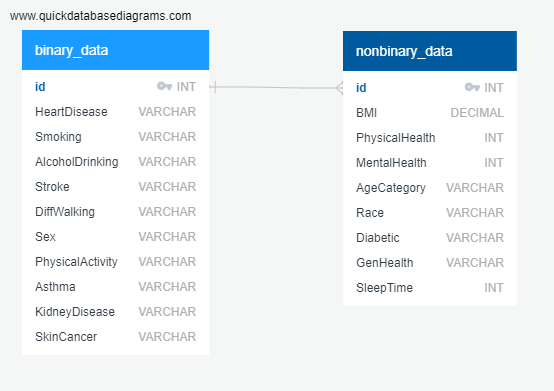 www.quickdatabasediagrams.com
binary_data
id INT
HeartDisease VARCHAR
Smoking VARCHAR
AlcoholDrinking VARCHAR
Stroke VARCHAR
DiffWalking VARCHAR
Sex VARCHAR
PhysicalActivity VARCHAR
Asthma VARCHAR
KidneyDisease VARCHAR
SkinCancer VARCHAR
nonbinary_data
id INT
BMI DECIMAL
PhysicalHealth INT
MentalHealth INT
AgeCategory VARCHAR
Race VARCHAR
Diabetic VARCHAR
GenHealth VARCHAR
SleepTime INT